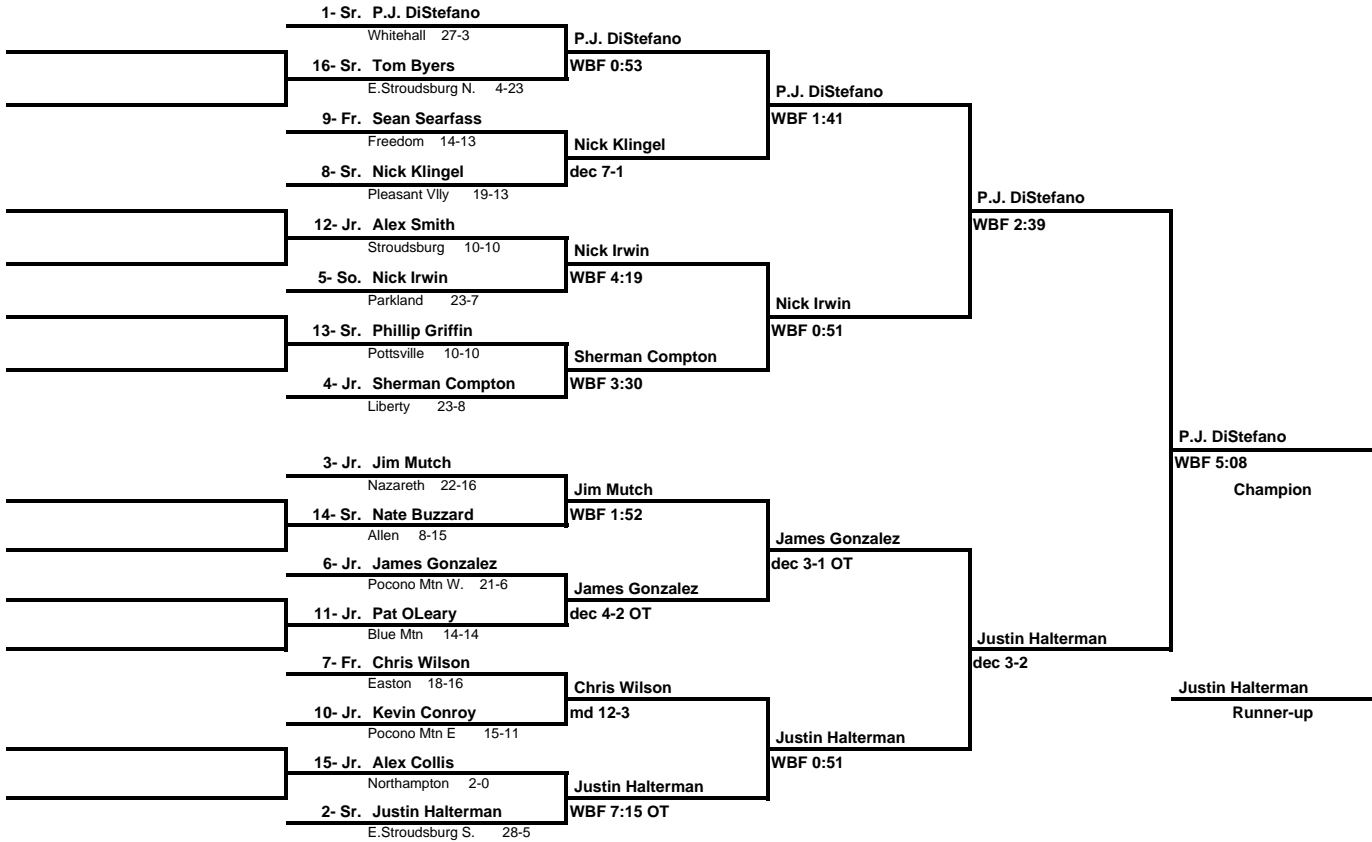 1- Sr. P.J. DiStefano
Whitehall 27-3
16- Sr. Tom Byers
E.Stroudsburg N. 4-23
9- Fr. Sean Searfass
Freedom 14-13
8- Sr. Nick Klingel
Pleasant Vlly 19-13
12- Jr. Alex Smith
Stroudsburg 10-10
5- So. Nick Irwin
Parkland 23-7
13- Sr. Phillip Griffin
Pottsville 10-10
4- Jr. Sherman Compton
Liberty 23-8
3- Jr. Jim Mutch
Nazareth 22-16
14- Sr. Nate Buzzard
Allen 8-15
6- Jr. James Gonzalez
Pocono Mtn W. 21-6
11- Jr. Pat OLeary
Blue Mtn 14-14
7- Fr. Chris Wilson
Easton 18-16
10- Jr. Kevin Conroy
Pocono Mtn E 15-11
15- Jr. Alex Collis
Northampton 2-0
2- Sr. Justin Halterman
E.Stroudsburg S. 28-5
P.J. DiStefano
WBF 0:53
Nick Klingel
dec 7-1
Nick Irwin
WBF 4:19
Sherman Compton
WBF 3:30
Jim Mutch
WBF 1:52
James Gonzalez
dec 4-2 OT
Chris Wilson
md 12-3
Justin Halterman
WBF 7:15 OT
P.J. DiStefano
WBF 1:41
Nick Irwin
WBF 0:51
James Gonzalez
dec 3-1 OT
Justin Halterman
WBF 0:51
P.J. DiStefano
WBF 2:39
Justin Halterman
dec 3-2
P.J. DiStefano
WBF 5:08
Champion
Justin Halterman
Runner-up